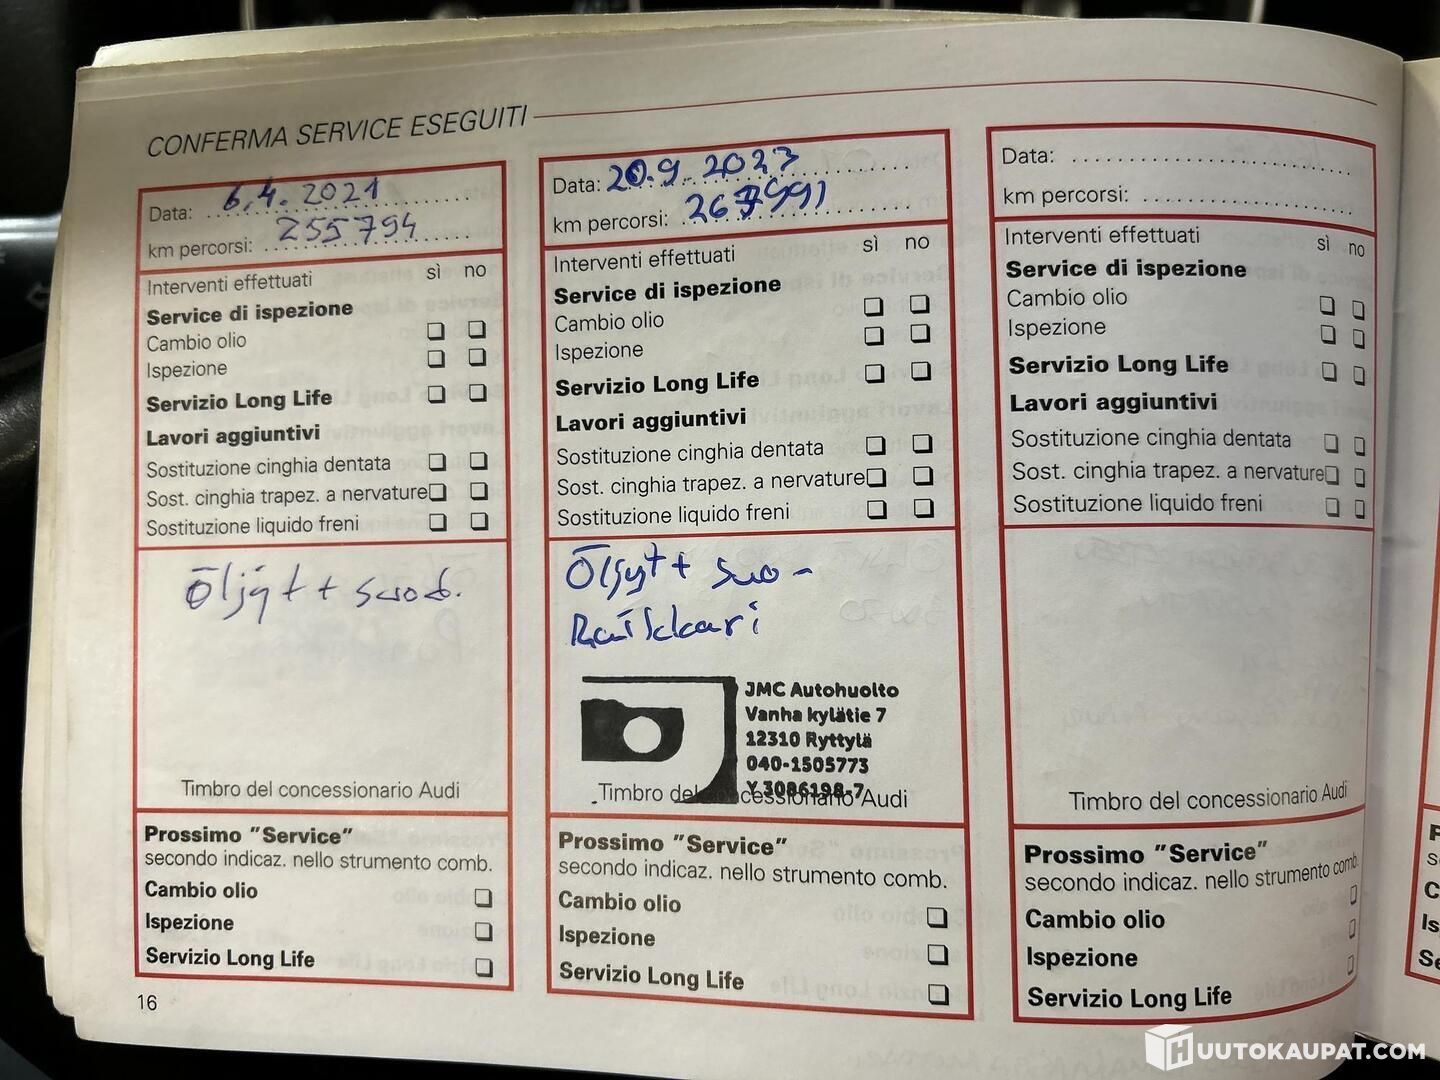 CONFERMA SERVICE ESEGUITI
Data: 6.4.2021
km percorsi: 255794
Interventi effettuati sì no
Service di ispezione
Cambio olio
Ispezione
Servizio Long Life
Lavori aggiuntivi
Sostituzione cinghia dentata
Sost. cinghia trapez. a nervature
Sostituzione liquido freni
Öljyt + suod.
Timbro del concessionario Audi
Prossimo "Service"
secondo indicaz. nello strumento comb.
Cambio olio
Ispezione
Servizio Long Life
16
Data: 20.9.2023
km percorsi:
Interventi effettuati sì no
Service di ispezione
Cambio olio
Ispezione
Servizio Long Life
Lavori aggiuntivi
Sostituzione cinghia dentata
Sost. cinghia trapez. a nervature
Sostituzione liquido freni
Öljyt + suo-
Raikkari
JMC Autohuolto
Vanha kylätie 7
12310 Ryttylä
040-1505773
Y 3086198-7
Timbro del concessionario Audi
Prossimo "Service"
secondo indicaz. nello strumento comb.
Cambio olio
Ispezione
Servizio Long Life
Data:
km percorsi:
Interventi effettuati sì no
Service di ispezione
Cambio olio
Ispezione
Servizio Long Life
Lavori aggiuntivi
Sostituzione cinghia dentata
Sost. cinghia trapez. a nervature
Sostituzione liquido freni
Timbro del concessionario Audi
Prossimo "Service"
secondo indicaz. nello strumento comb.
Cambio olio
Ispezione
Servizio Long Life
HUUTOKAUPAT.COM